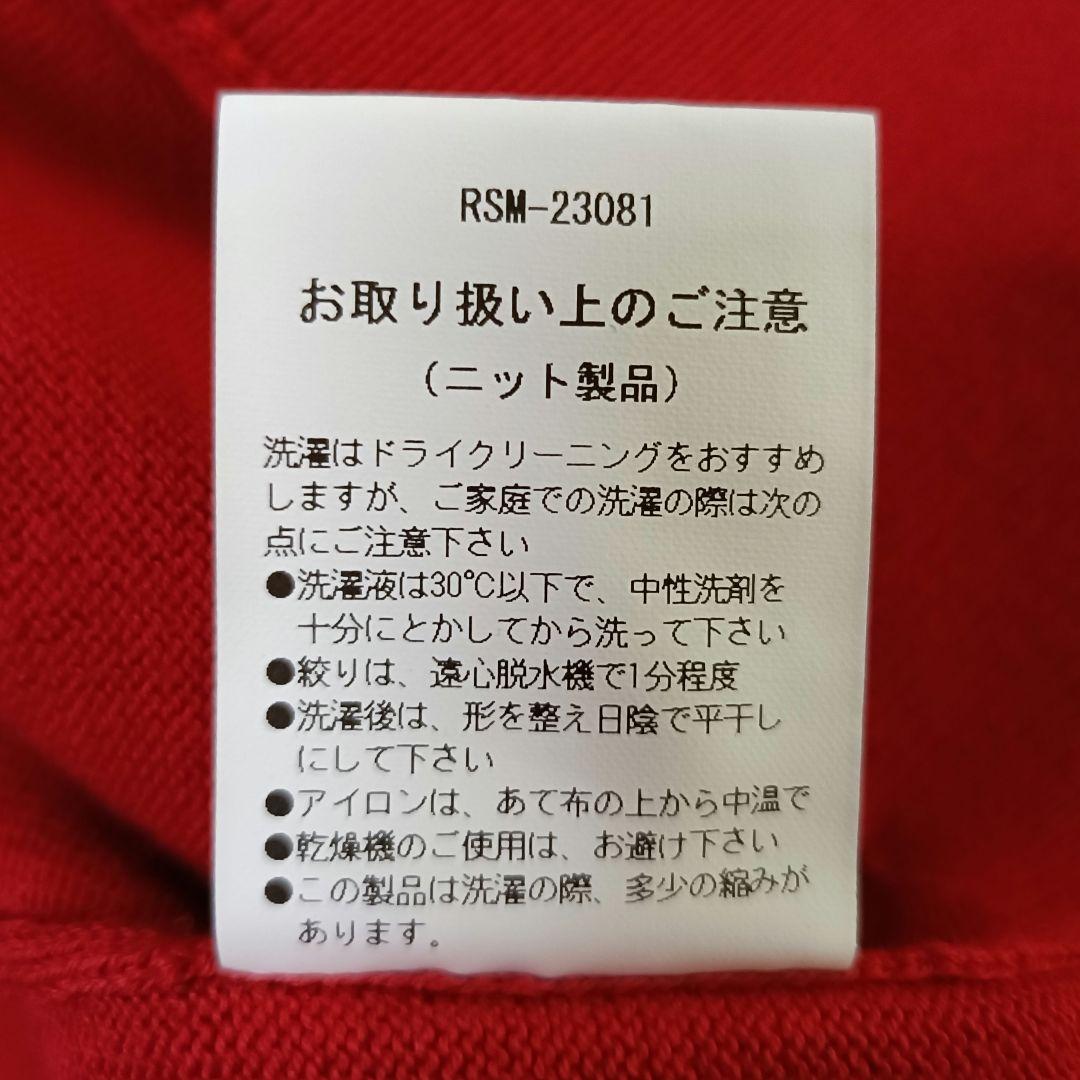 RSM-23081
お取り扱い上のご注意
(ニット製品)
洗濯はドライクリーニングをおすすめ
しますが、ご家庭での洗濯の際は次の
点にご注意下さい
●洗濯液は30℃以下で、中性洗剤を
十分にとかしてから洗って下さい
●絞りは、遠心脱水機で1分程度
●洗濯後は、形を整え日陰で平干し
にして下さい
●アイロンは、あて布の上から中温で
●乾燥機のご使用は、お避け下さい
●この製品は洗濯の際、多少の縮みが
あります。